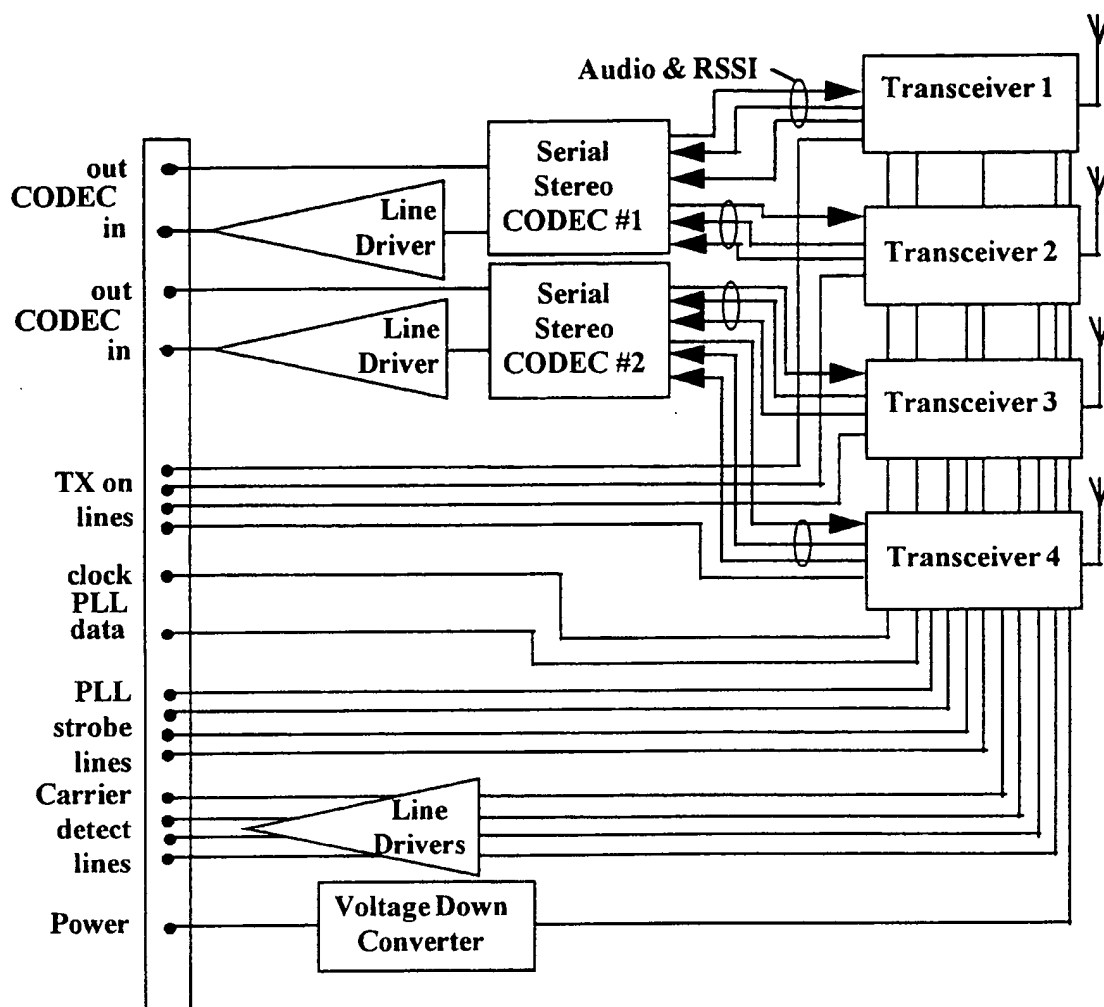 Audio & RSSI
Transceiver 1
out
CODEC
in
Line
Driver
Serial
Stereo
CODEC #1
Transceiver 2
out
CODEC
in
Line
Driver
Serial
Stereo
CODEC #2
Transceiver 3
TX on
lines
Transceiver 4
clock
PLL
data
PLL
strobe
lines
Carrier
detect
lines
Line
Drivers
Power
Voltage Down
Converter